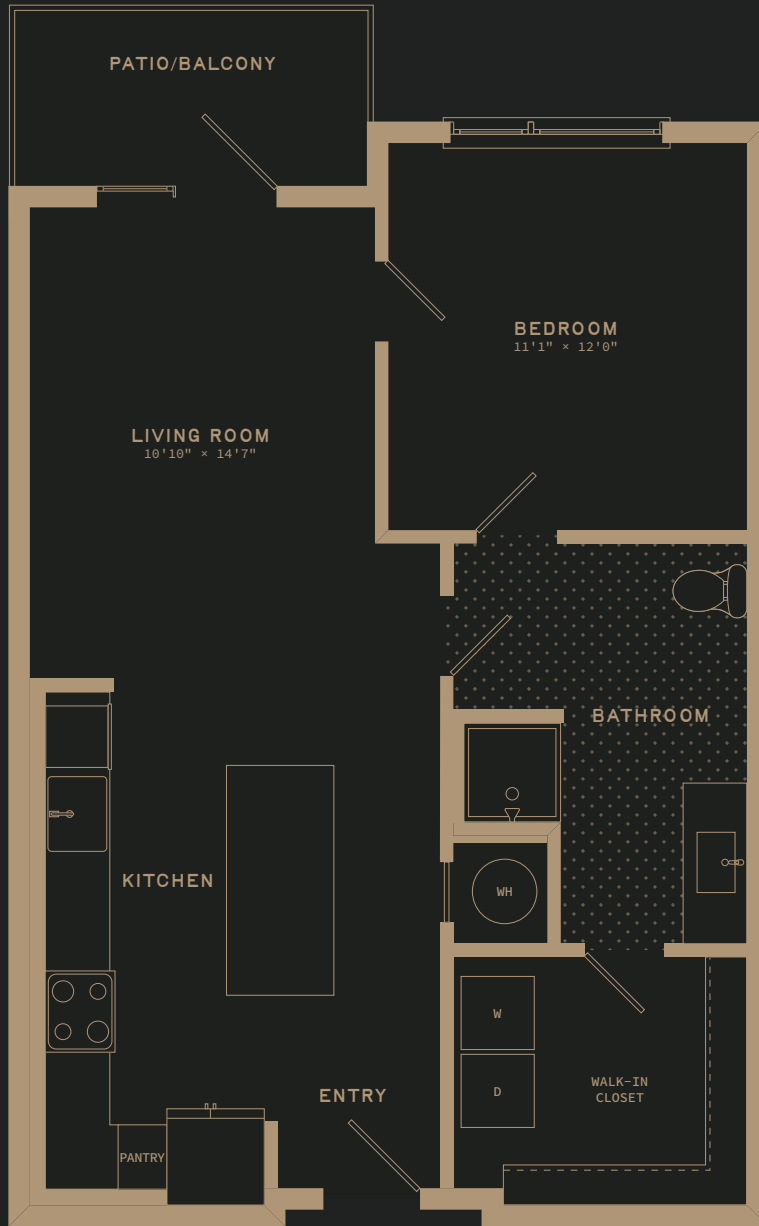 PATIO/BALCONY
BEDROOM
11'1" × 12'0"
LIVING ROOM
10'10" × 14'7"
BATHROOM
KITCHEN
WH
W
D
WALK-IN
CLOSET
ENTRY
PANTRY